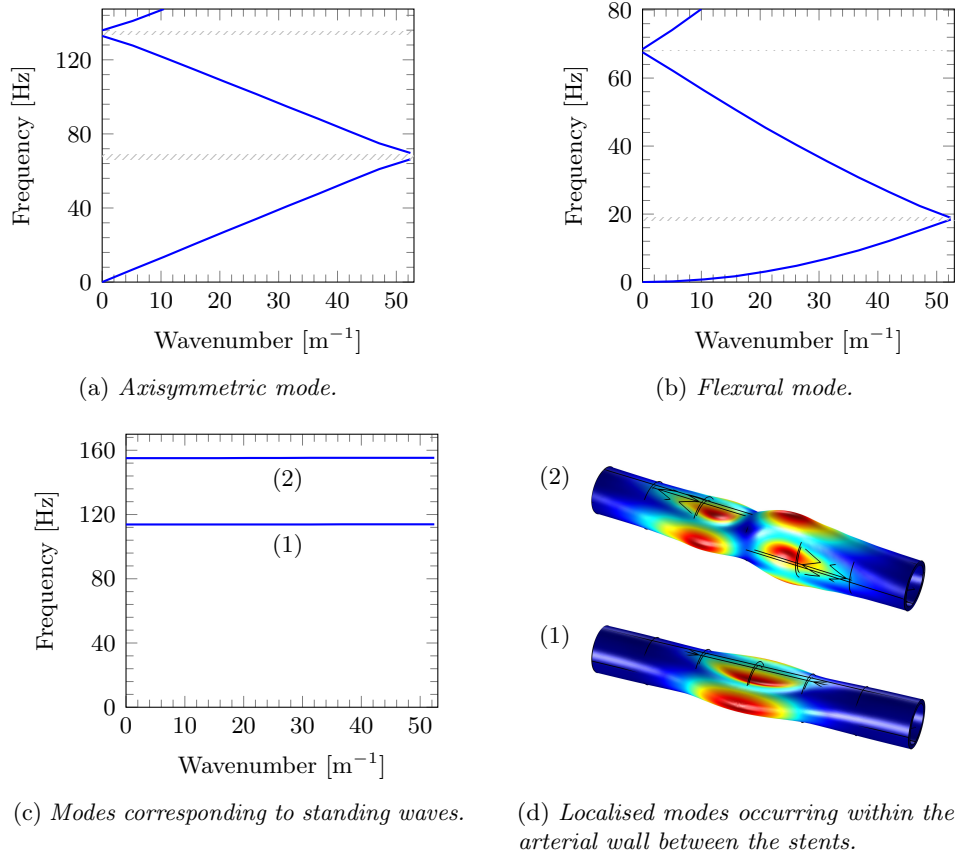 120
80
40
0
0 10 20 30 40 50
Frequency [Hz]
Wavenumber [m⁻¹]
(a) Axisymmetric mode.
80
60
40
20
0
0 10 20 30 40 50
Frequency [Hz]
Wavenumber [m⁻¹]
(b) Flexural mode.
160
120
80
40
0
0 10 20 30 40 50
Frequency [Hz]
Wavenumber [m⁻¹]
(2)
(1)
(c) Modes corresponding to standing waves.
(2)
(1)
(d) Localised modes occurring within the
arterial wall between the stents.